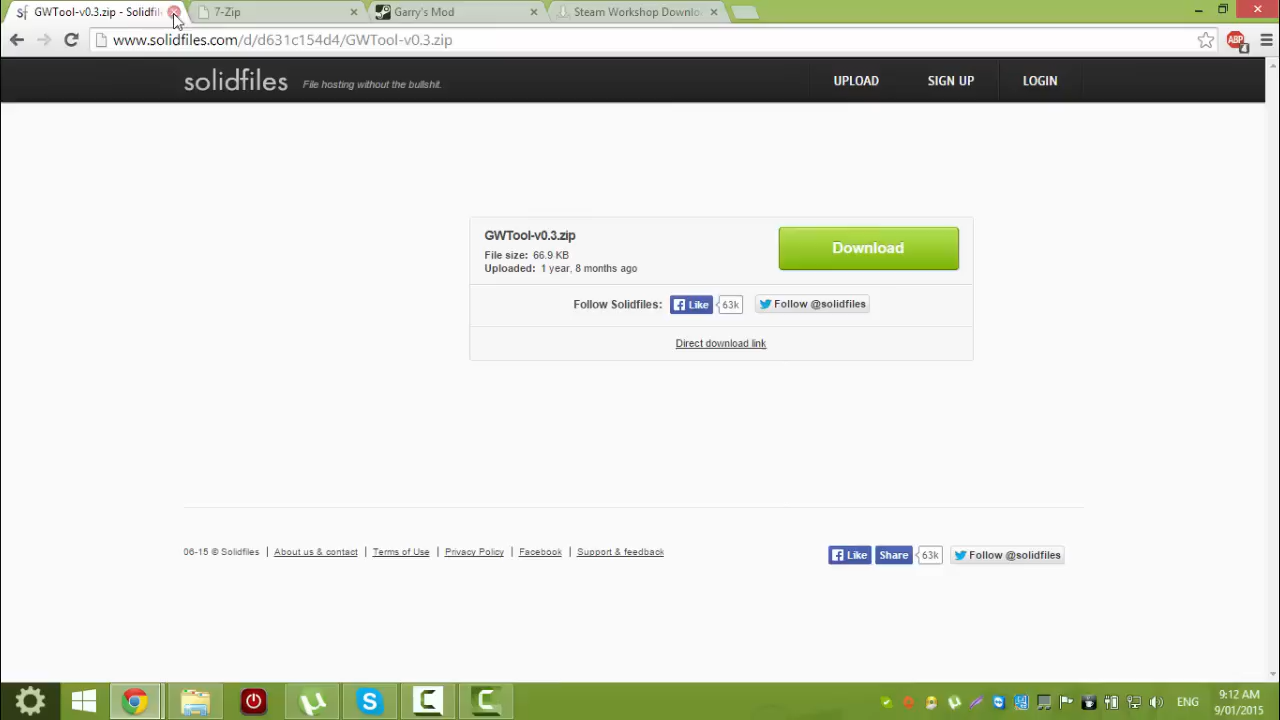 GWTool-v0.3.zip - Solidfil
7-Zip
Garry's Mod
Steam Workshop Downlo
www.solidfiles.com/d/d631c154d4/GWTool-v0.3.zip
ABP
4
solidfiles
File hosting without the bullshit.
UPLOAD
SIGN UP
LOGIN
GWTool-v0.3.zip
File size: 66.9 KB
Uploaded: 1 year, 8 months ago
Download
Follow Solidfiles:
Like
63k
Follow @solidfiles
Direct download link
06-15 © Solidfiles | About us & contact | Terms of Use | Privacy Policy | Facebook | Support & feedback
Like
Share
63k
Follow @solidfiles
ENG
9:12 AM
9/01/2015